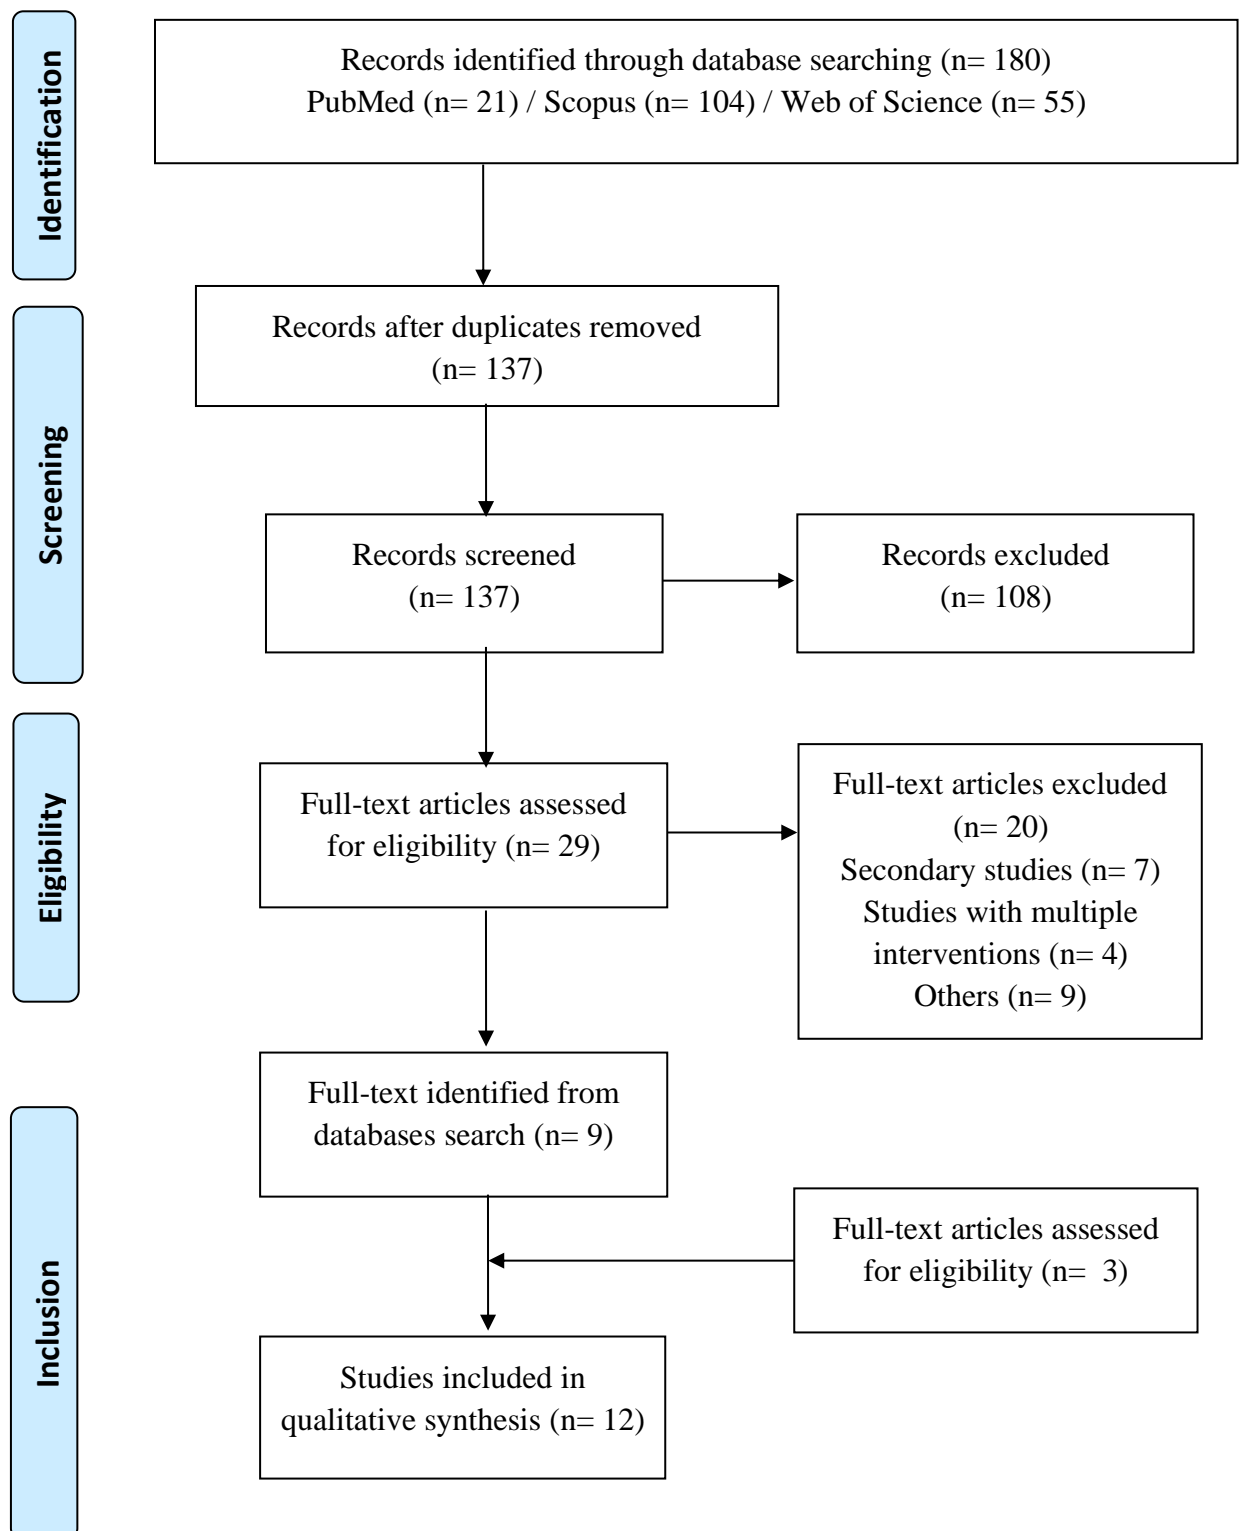 Identification
Records identified through database searching (n= 180)
PubMed (n= 21) / Scopus (n= 104) / Web of Science (n= 55)
Records after duplicates removed
(n= 137)
Screening
Records screened
(n= 137)
Records excluded
(n= 108)
Eligibility
Full-text articles assessed
for eligibility (n= 29)
Full-text articles excluded
(n= 20)
Secondary studies (n= 7)
Studies with multiple
interventions (n= 4)
Others (n= 9)
Full-text identified from
databases search (n= 9)
Inclusion
Full-text articles assessed
for eligibility (n=  3)
Studies included in
qualitative synthesis (n= 12)